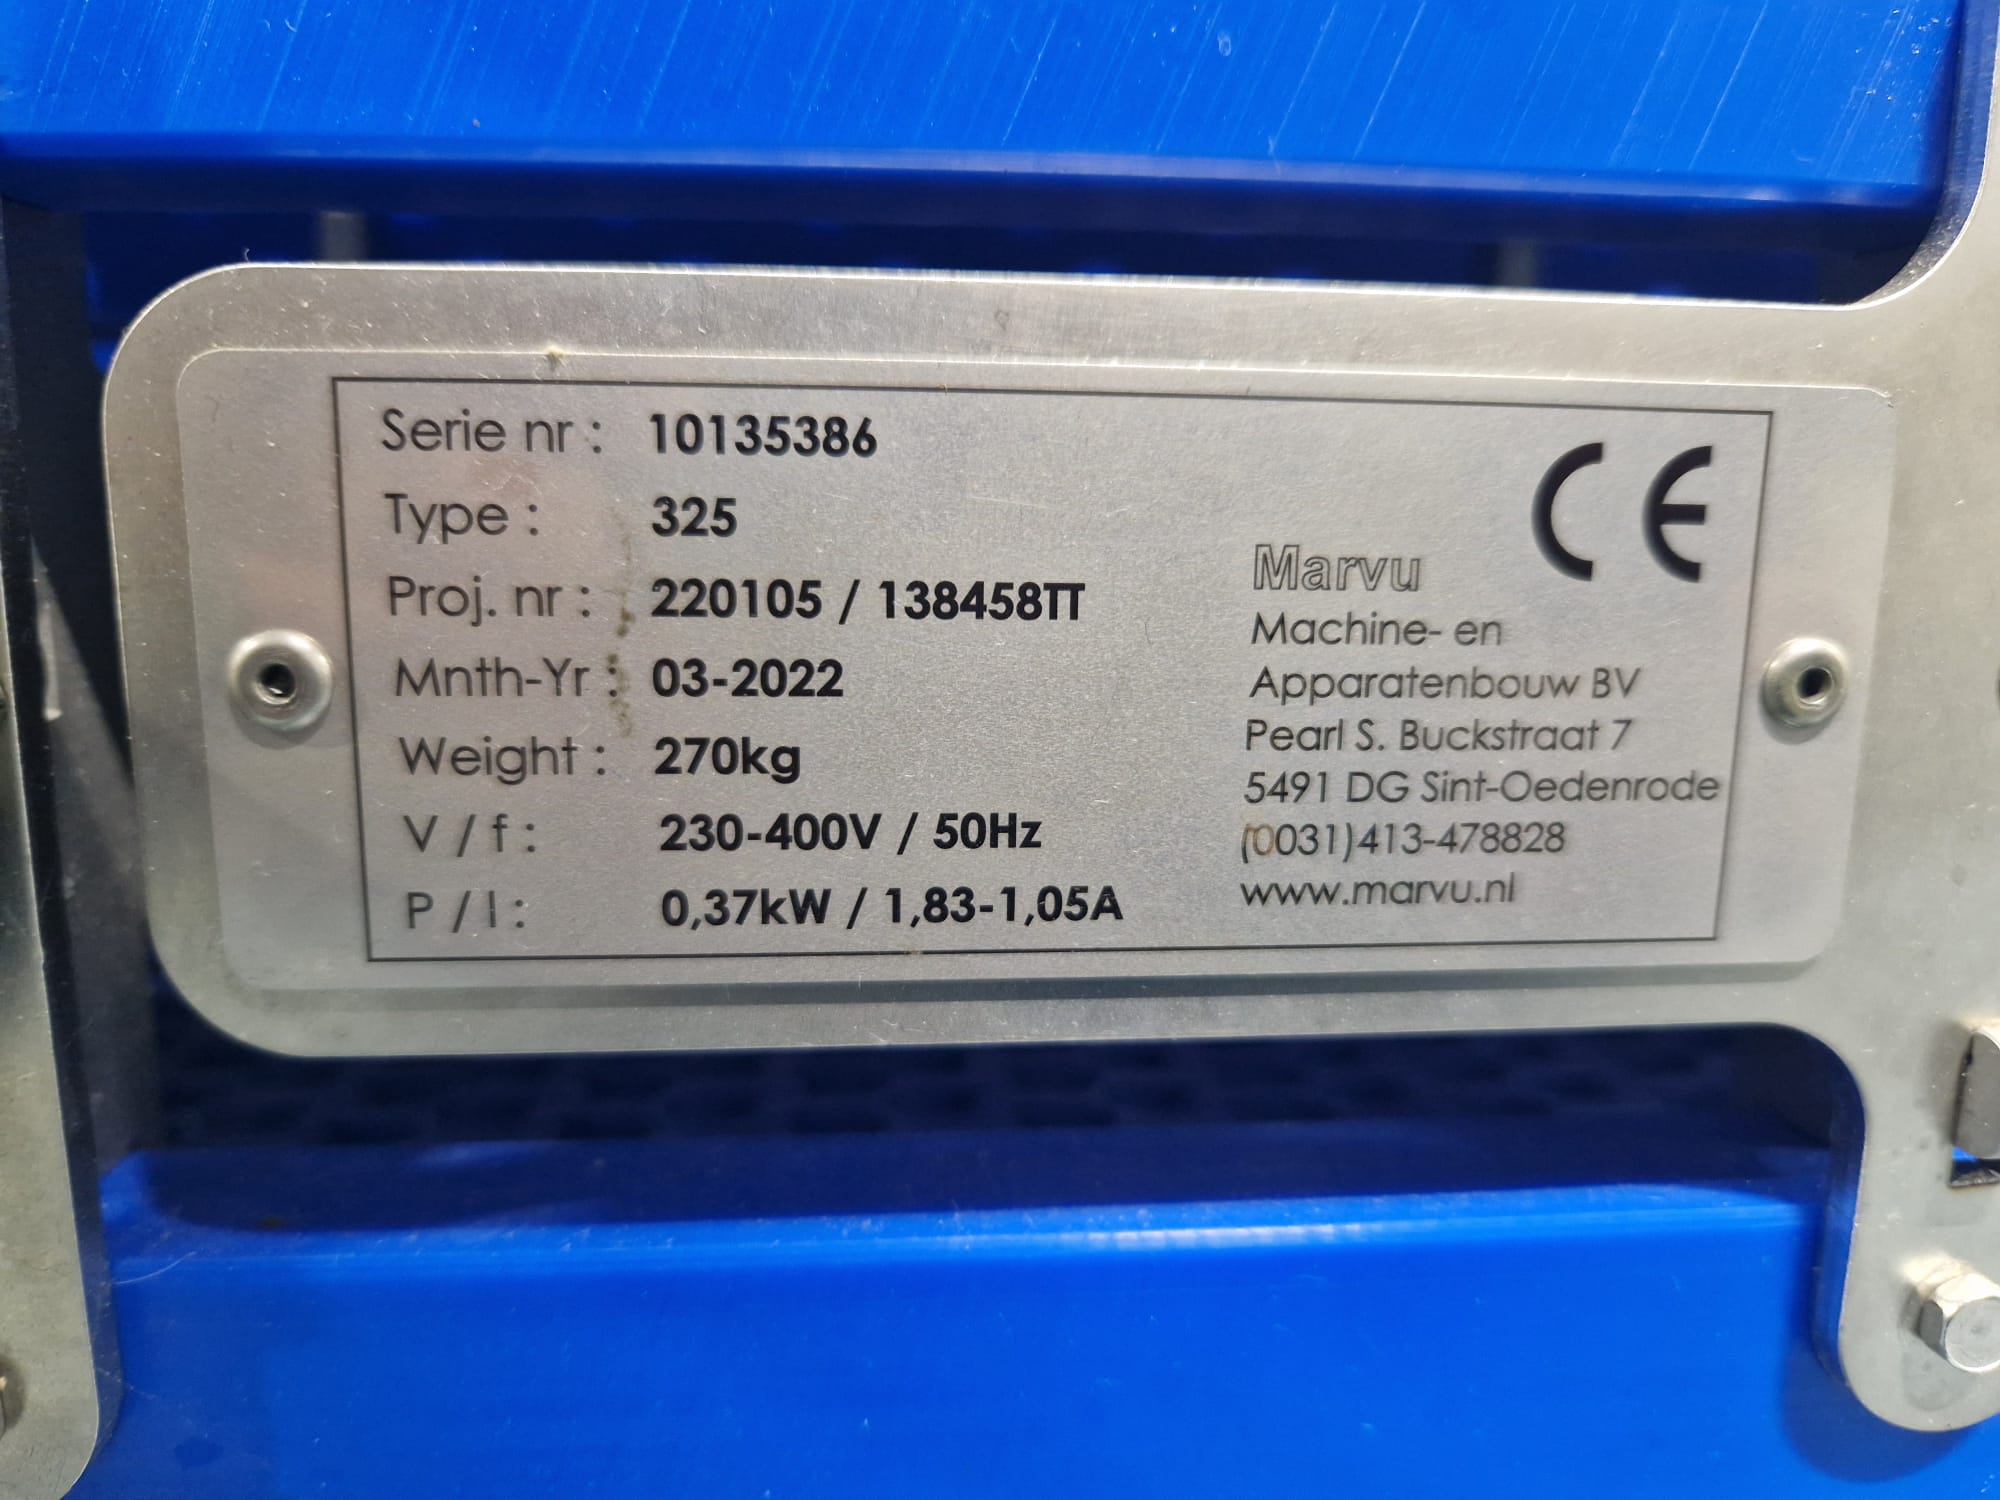 Serie nr : 10135386
Type : 325
Proj. nr : 220105 / 138458TT
Mnth-Yr : 03-2022
Weight : 270kg
V / f : 230-400V / 50Hz
P / I : 0,37kW / 1,83-1,05A
CE
Marvu
Machine- en
Apparatenbouw BV
Pearl S. Buckstraat 7
5491 DG Sint-Oedenrode
(0031)413-478828
www.marvu.nl